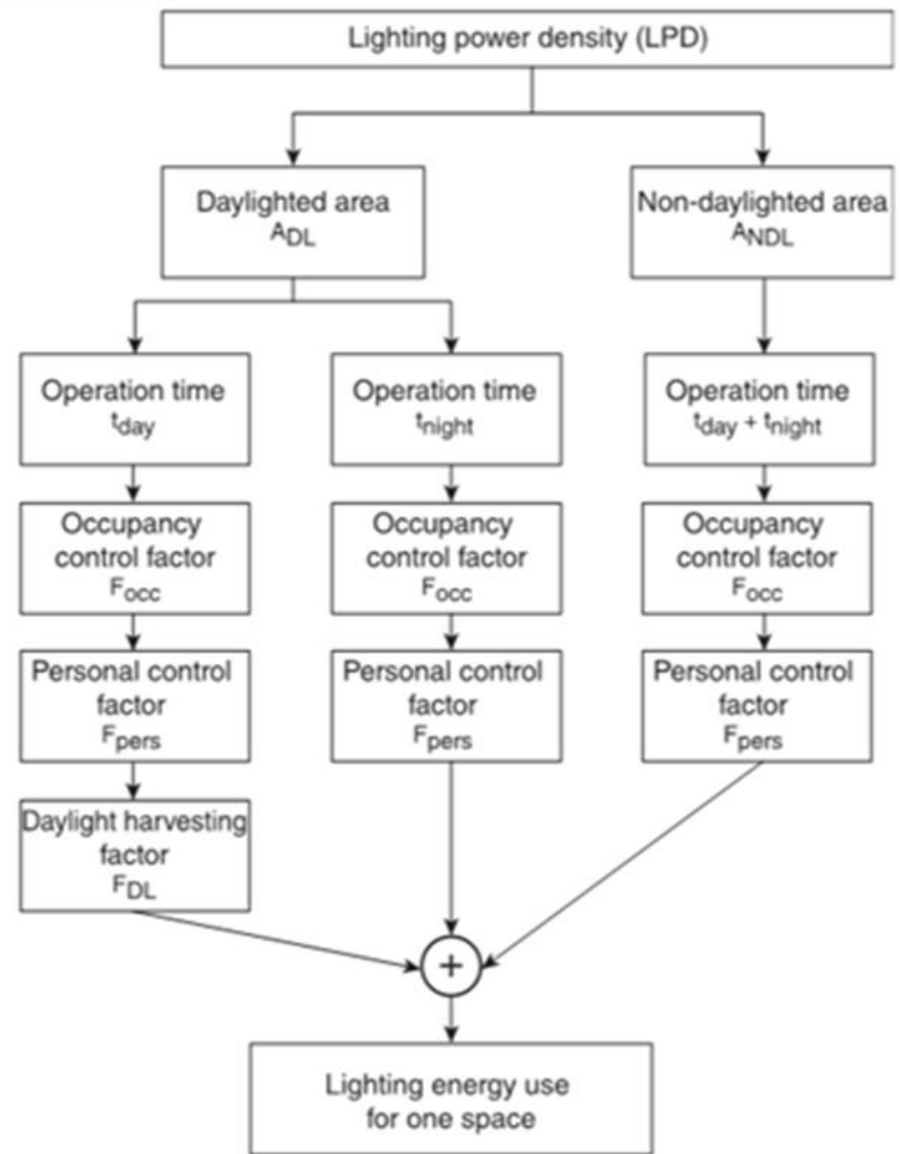 Lighting power density (LPD)
Daylighted area
ADL
Non-daylighted area
ANDL
Operation time
tday
Operation time
tnight
Operation time
tday + tnight
Occupancy
control factor
Focc
Occupancy
control factor
Focc
Occupancy
control factor
Focc
Personal control
factor
Fpers
Personal control
factor
Fpers
Personal control
factor
Fpers
Daylight harvesting
factor
FDL
+
Lighting energy use
for one space